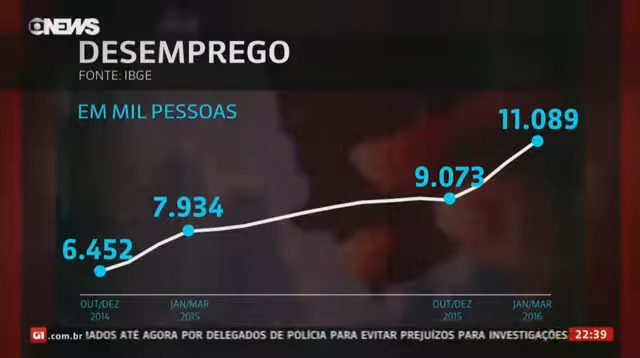 GNEWS
DESEMPREGO
FONTE: IBGE
EM MIL PESSOAS
11.089
9.073
7.934
6.452
OUT/DEZ
2014
JAN/MAR
2015
OUT/DEZ
2015
JAN/MAR
2016
G1 .com.br MADOS ATÉ AGORA POR DELEGADOS DE POLÍCIA PARA EVITAR PREJUÍZOS PARA INVESTIGAÇÕES 22:39